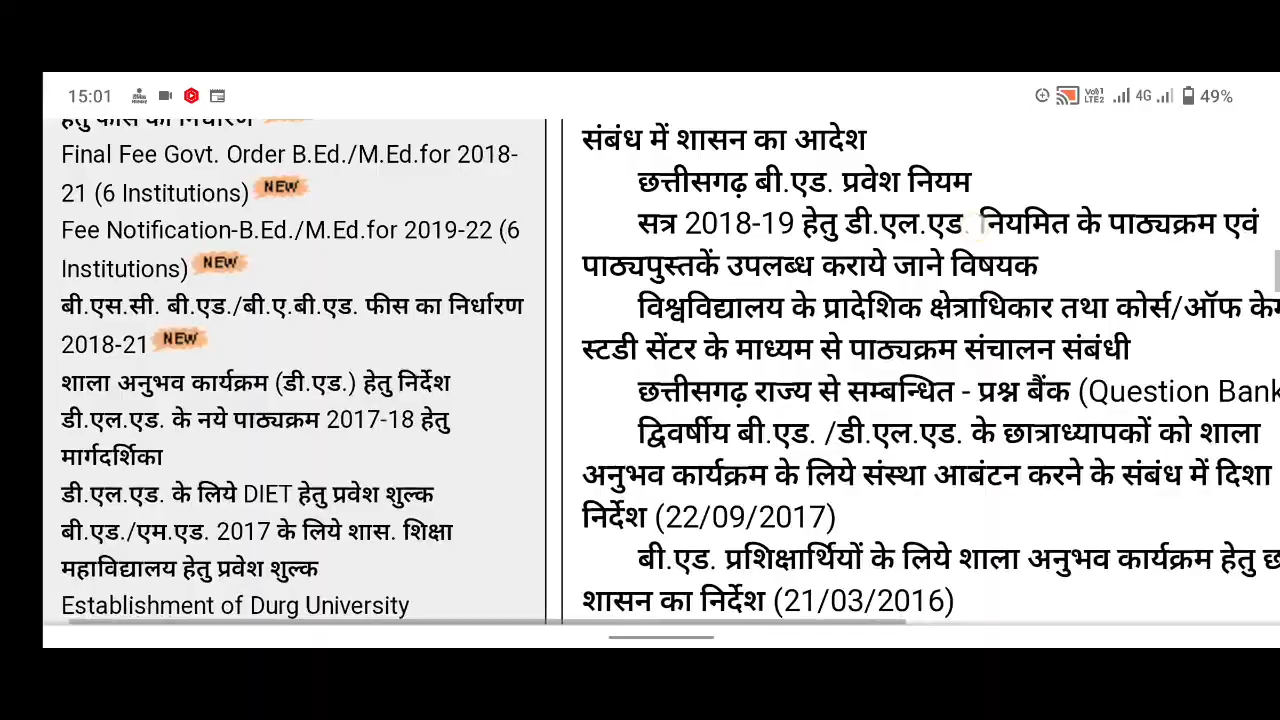 15:01
Vo)) 1
LTE2
4G
49%
हेतु फीस का निर्धारण
Final Fee Govt. Order B.Ed./M.Ed.for 2018-
21 (6 Institutions) NEW
Fee Notification-B.Ed./M.Ed.for 2019-22 (6
Institutions) NEW
बी.एस.सी. बी.एड./बी.ए.बी.एड. फीस का निर्धारण
2018-21 NEW
शाला अनुभव कार्यक्रम (डी.एड.) हेतु निर्देश
डी.एल.एड. के नये पाठ्यक्रम 2017-18 हेतु
मार्गदर्शिका
डी.एल.एड. के लिये DIET हेतु प्रवेश शुल्क
बी.एड./एम.एड. 2017 के लिये शास. शिक्षा
महाविद्यालय हेतु प्रवेश शुल्क
Establishment of Durg University
संबंध में शासन का आदेश
छत्तीसगढ़ बी.एड. प्रवेश नियम
सत्र 2018-19 हेतु डी.एल.एड. नियमित के पाठ्यक्रम एवं
पाठ्यपुस्तकें उपलब्ध कराये जाने विषयक
विश्वविद्यालय के प्रादेशिक क्षेत्राधिकार तथा कोर्स/ऑफ
स्टडी सेंटर के माध्यम से पाठ्यक्रम संचालन संबंधी
छत्तीसगढ़ राज्य से सम्बन्धित - प्रश्न बैंक (Question Bank
द्विवर्षीय बी.एड. /डी.एल.एड. के छात्राध्यापकों को शाला
अनुभव कार्यक्रम के लिये संस्था आबंटन करने के संबंध में दिशा
निर्देश (22/09/2017)
बी.एड. प्रशिक्षार्थियों के लिये शाला अनुभव कार्यक्रम हेतु
शासन का निर्देश (21/03/2016)